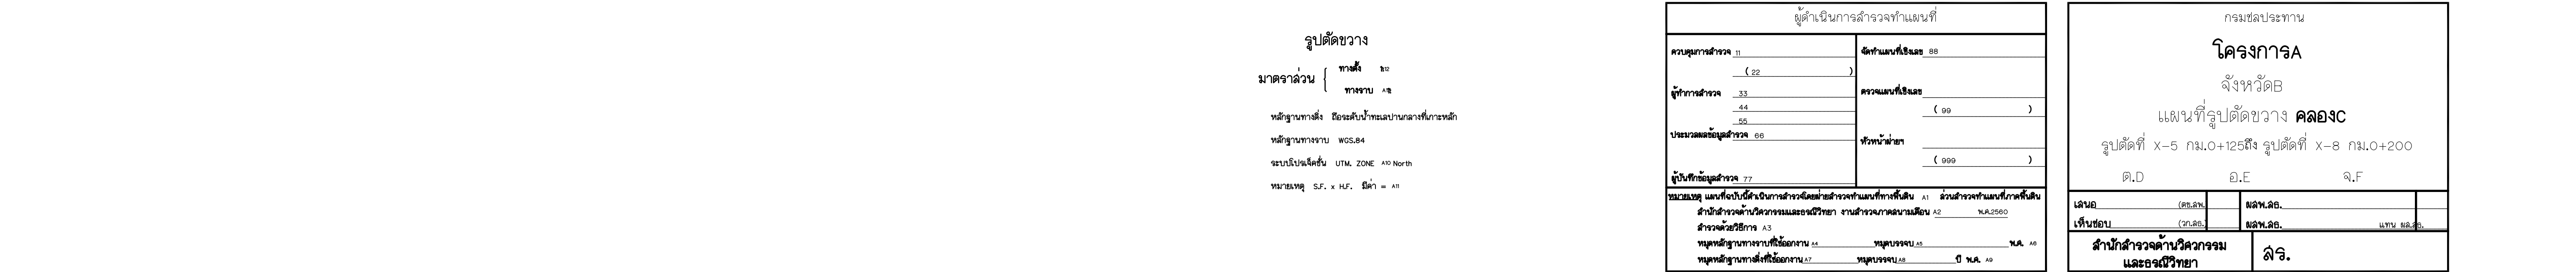 รูปตัดขวาง
มาตราส่วน { ทางตั้ง
ทางราบ
หลักฐานทางดิ่ง ถือระดับน้ำทะเลปานกลางที่เกาะหลัก
หลักฐานทางราบ WGS.84
ระบบโปรเจ็คชั่น UTM. ZONE A10 North
หมายเหตุ S.F. x H.F. มีค่า = A11
ผู้ดำเนินการสำรวจทำแผนที่
ควบคุมการสำรวจ 11
( 22 )
ผู้ทำการสำรวจ 33
44
55
ประมวลผลข้อมูลสำรวจ 66
ผู้บันทึกข้อมูลสำรวจ 77
จัดทำแผนที่เชิงเลข 88
ตรวจแผนที่เชิงเลข
( 99 )
หัวหน้าฝ่ายฯ
( 999 )
หมายเหตุ แผนที่ฉบับนี้ดำเนินการสำรวจโดยฝ่ายสำรวจทำแผนที่ทางพื้นดิน A1 ส่วนสำรวจทำแผนที่ภาคพื้นดิน
สำนักสำรวจด้านวิศวกรรมและธรณีวิทยา งานสำรวจภาคสนามเดือน A2 พ.ศ.2560
สำรวจด้วยวิธีการ A3
หมุดหลักฐานทางราบที่ใช้ออกงาน A4 หมุดบรรจบ A5 พ.ศ. A6
หมุดหลักฐานทางดิ่งที่ใช้ออกงาน A7 หมุดบรรจบ A8 ปี พ.ศ. A9
กรมชลประทาน
โครงการA
จังหวัดB
แผนที่รูปตัดขวาง คลองC
รูปตัดที่ X-5 กม.0+125ถึง รูปตัดที่ X-8 กม.0+200
ต.D อ.E จ.F
เสนอ (ตช.สพ.) ผสพ.สธ.
เห็นชอบ (วก.สธ.) ผสพ.สธ. แทน ผส.สธ.
สำนักสำรวจด้านวิศวกรรม
และธรณีวิทยา
สร.